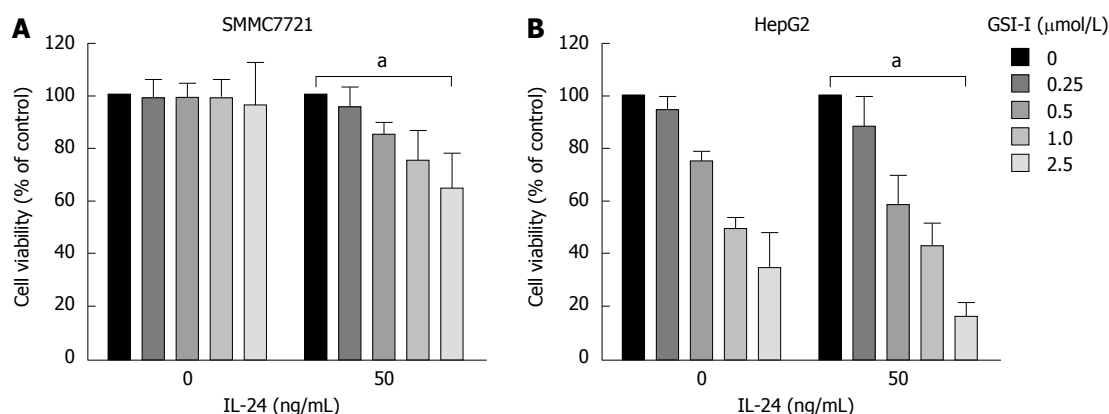 A
SMMC7721
120
100
80
60
40
20
0
Cell viability (% of control)
a
0
50
IL-24 (ng/mL)
B
HepG2
120
100
80
60
40
20
0
Cell viability (% of control)
a
0
50
IL-24 (ng/mL)
GSI-I (μmol/L)
0
0.25
0.5
1.0
2.5